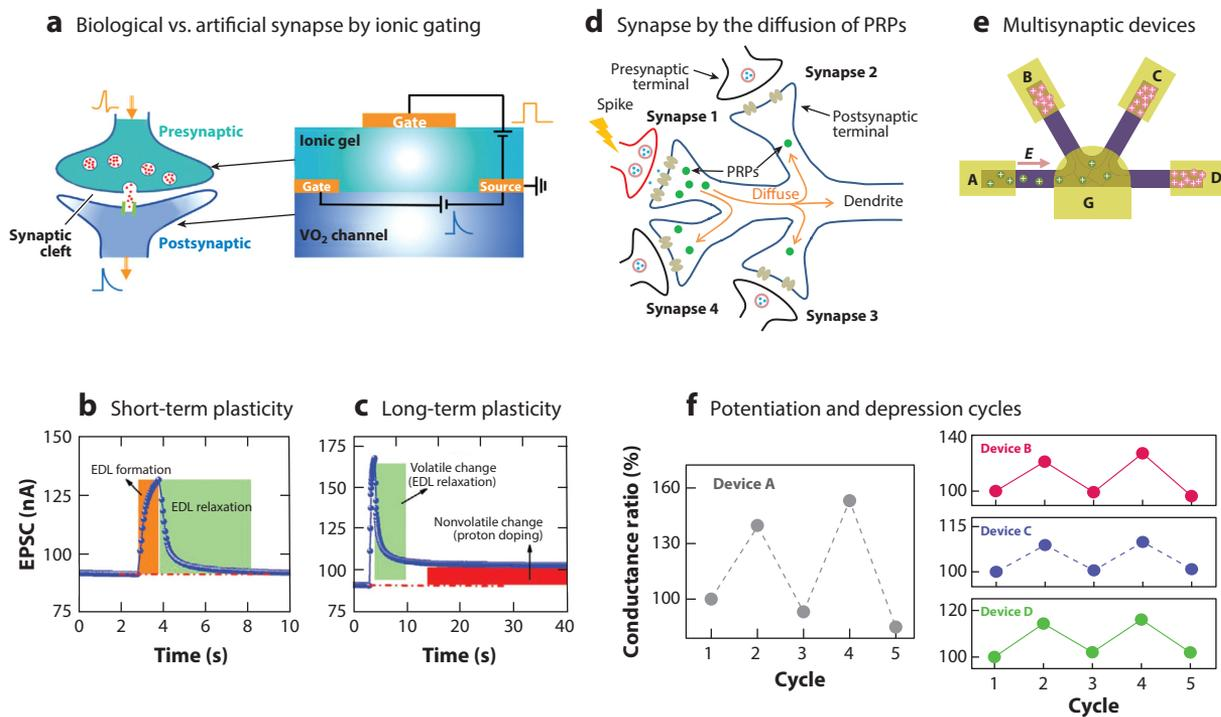 a Biological vs. artificial synapse by ionic gating
Presynaptic
Synaptic
cleft
Postsynaptic
Gate
Ionic gel
Gate
Source
VO2 channel
d Synapse by the diffusion of PRPs
Presynaptic
terminal
Synapse 2
Spike
Synapse 1
Postsynaptic
terminal
PRPs
Diffuse
Dendrite
Synapse 4
Synapse 3
e Multisynaptic devices
B
C
E
A
D
G
b Short-term plasticity
150
125
100
75
EPSC (nA)
EDL formation
EDL relaxation
0 2 4 6 8 10
Time (s)
c Long-term plasticity
175
150
125
100
75
Volatile change
(EDL relaxation)
Nonvolatile change
(proton doping)
0 10 20 30 40
Time (s)
f Potentiation and depression cycles
Conductance ratio (%)
160
130
100
Device A
1 2 3 4 5
Cycle
140
100
Device B
115
100
Device C
120
100
Device D
1 2 3 4 5
Cycle